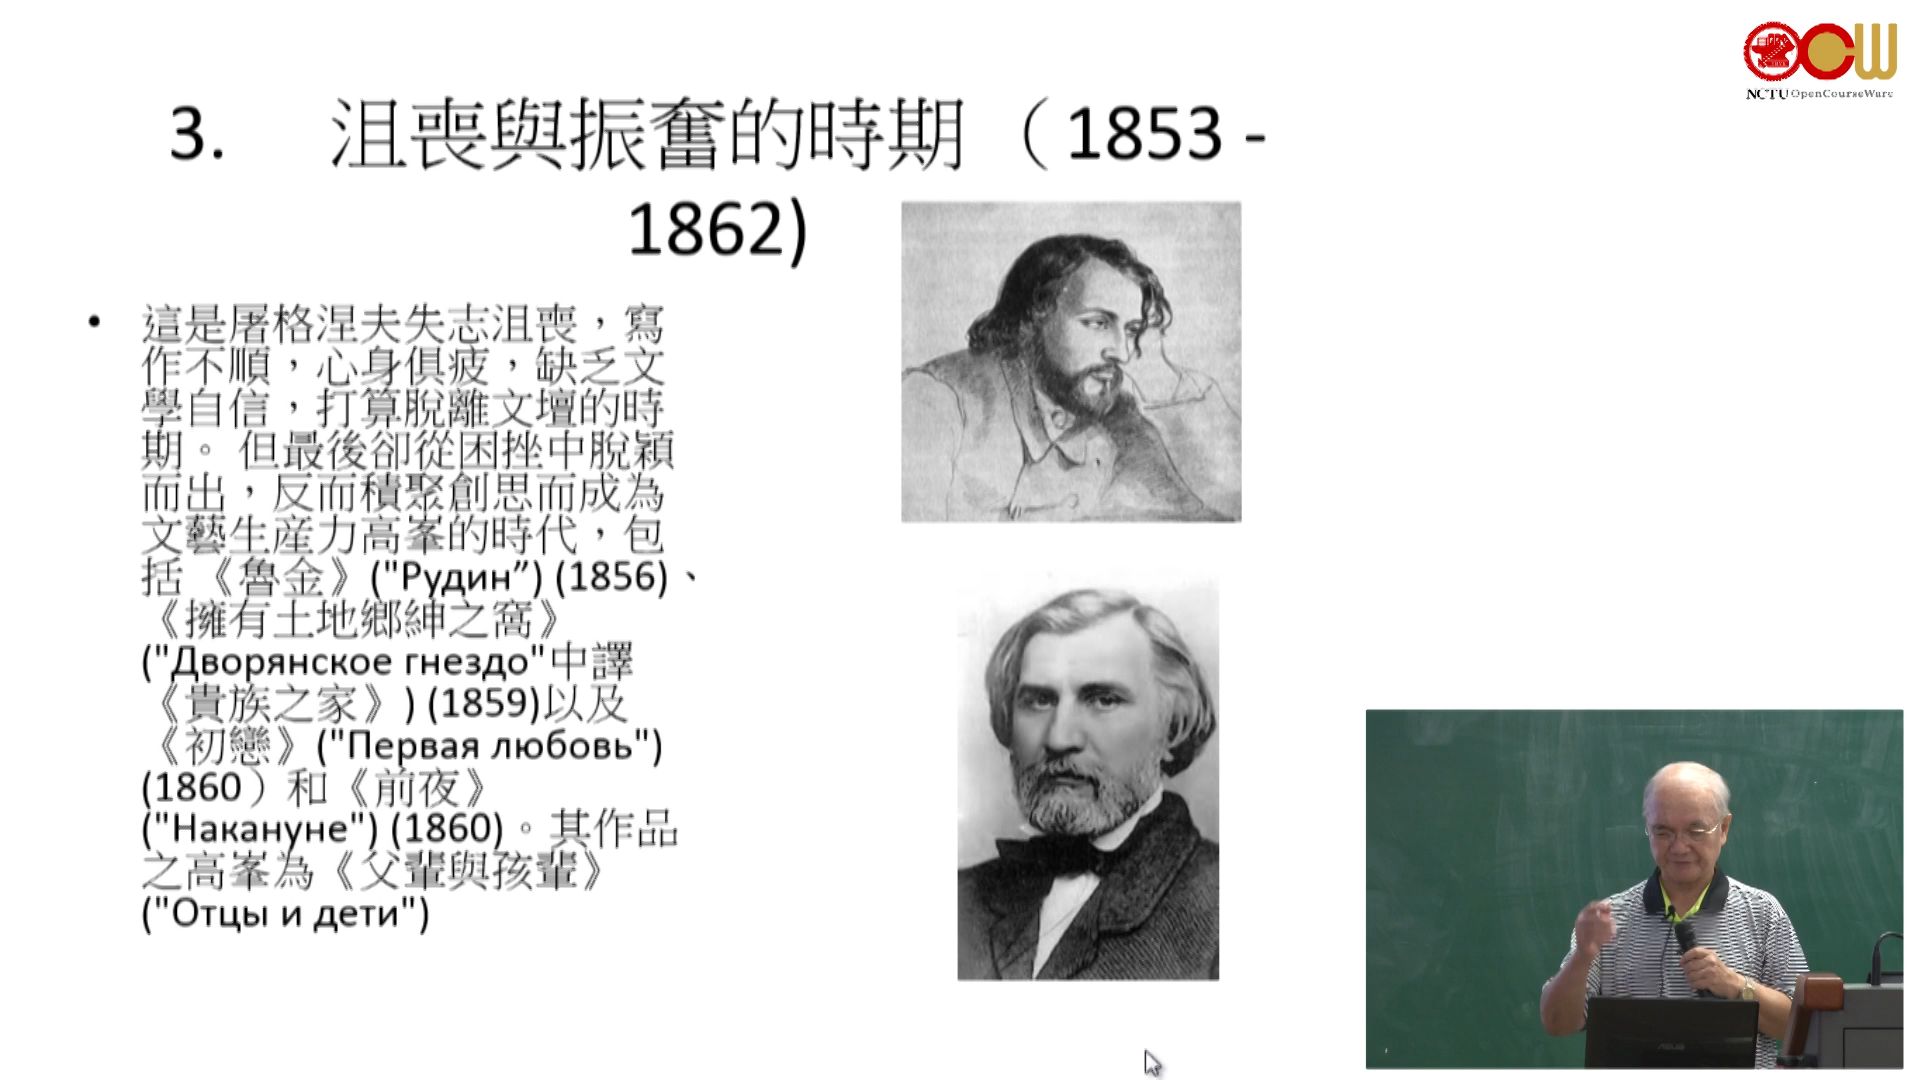 NCTU OpenCourseWare
3. 沮喪與振奮的時期 （1853 -
1862)
• 這是屠格涅夫失志沮喪，寫
作不順，心身俱疲，缺乏文
學自信，打算脫離文壇的時
期。 但最後卻從困挫中脫穎
而出，反而積聚創思而成為
文藝生産力高峯的時代，包
括 《魯金》("Рудин”) (1856)、
《擁有土地鄉紳之窩》
("Дворянское гнездо"中譯
《貴族之家》) (1859)以及
《初戀》("Первая любовь")
(1860）和《前夜》
("Накануне") (1860)。其作品
之高峯為《父輩與孩輩》
("Отцы и дети")
ASUS